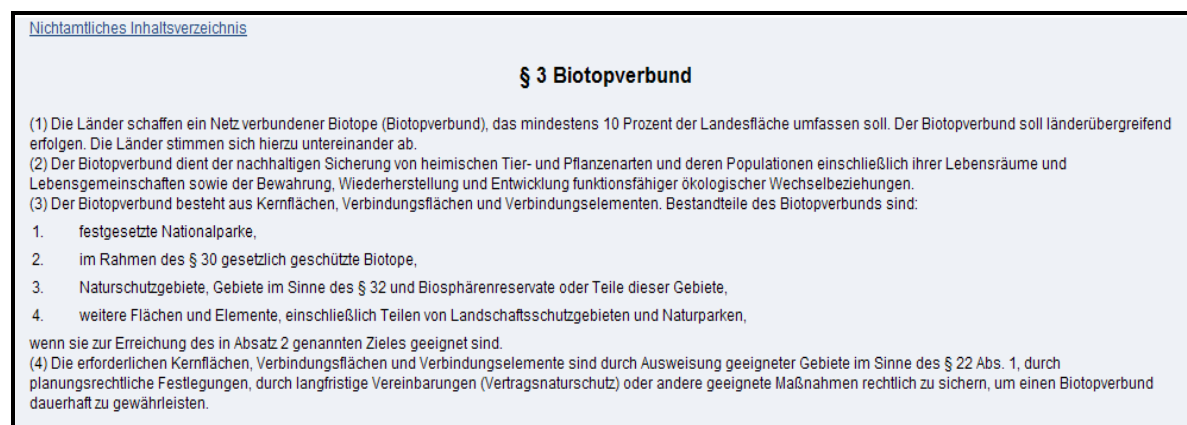 Nichtamtliches Inhaltsverzeichnis
§ 3 Biotopverbund
(1) Die Länder schaffen ein Netz verbundener Biotope (Biotopverbund), das mindestens 10 Prozent der Landesfläche umfassen soll. Der Biotopverbund soll länderübergreifend
erfolgen. Die Länder stimmen sich hierzu untereinander ab.
(2) Der Biotopverbund dient der nachhaltigen Sicherung von heimischen Tier- und Pflanzenarten und deren Populationen einschließlich ihrer Lebensräume und
Lebensgemeinschaften sowie der Bewahrung, Wiederherstellung und Entwicklung funktionsfähiger ökologischer Wechselbeziehungen.
(3) Der Biotopverbund besteht aus Kernflächen, Verbindungsflächen und Verbindungselementen. Bestandteile des Biotopverbunds sind:
1. festgesetzte Nationalparke,
2. im Rahmen des § 30 gesetzlich geschützte Biotope,
3. Naturschutzgebiete, Gebiete im Sinne des § 32 und Biosphärenreservate oder Teile dieser Gebiete,
4. weitere Flächen und Elemente, einschließlich Teilen von Landschaftsschutzgebieten und Naturparken,
wenn sie zur Erreichung des in Absatz 2 genannten Zieles geeignet sind.
(4) Die erforderlichen Kernflächen, Verbindungsflächen und Verbindungselemente sind durch Ausweisung geeigneter Gebiete im Sinne des § 22 Abs. 1, durch
planungsrechtliche Festlegungen, durch langfristige Vereinbarungen (Vertragsnaturschutz) oder andere geeignete Maßnahmen rechtlich zu sichern, um einen Biotopverbund
dauerhaft zu gewährleisten.